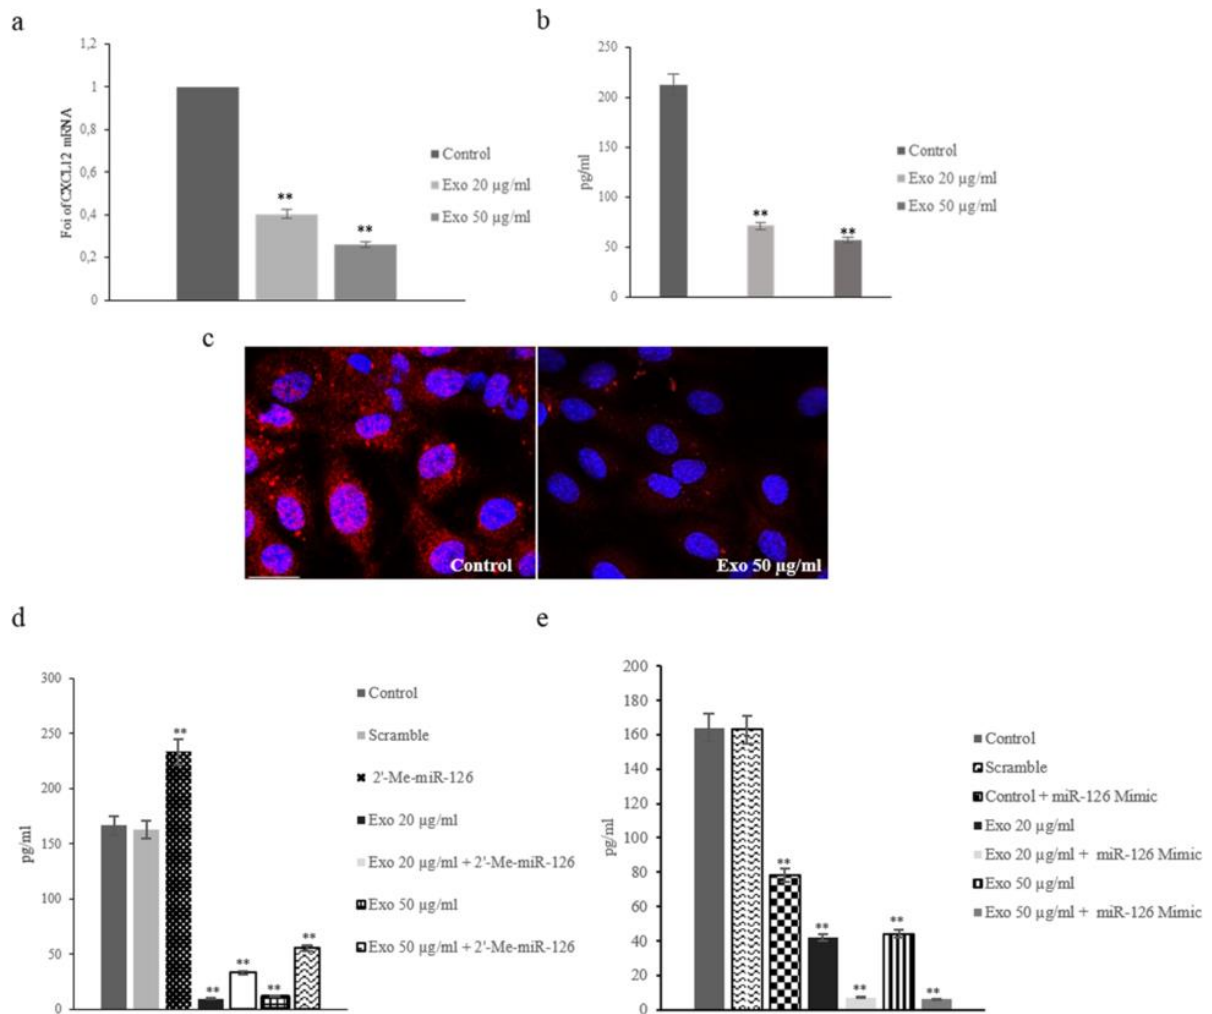 a
1,2
1
0,8
0,6
0,4
0,2
0
Foi of CXCL12 mRNA
**
**
Control
Exo 20 µg/ml
Exo 50 µg/ml
b
250
200
150
100
50
0
pg/ml
**
**
Control
Exo 20 µg/ml
Exo 50 µg/ml
c
Control
Exo 50 µg/ml
d
300
250
200
150
100
50
0
pg/ml
**
**
**
**
**
Control
Scramble
2'-Me-miR-126
Exo 20 µg/ml
Exo 20 µg/ml + 2'-Me-miR-126
Exo 50 µg/ml
Exo 50 µg/ml + 2'-Me-miR-126
e
200
180
160
140
120
100
80
60
40
20
0
pg/ml
**
**
**
**
**
Control
Scramble
Control + miR-126 Mimic
Exo 20 µg/ml
Exo 20 µg/ml + miR-126 Mimic
Exo 50 µg/ml
Exo 50 µg/ml + miR-126 Mimic